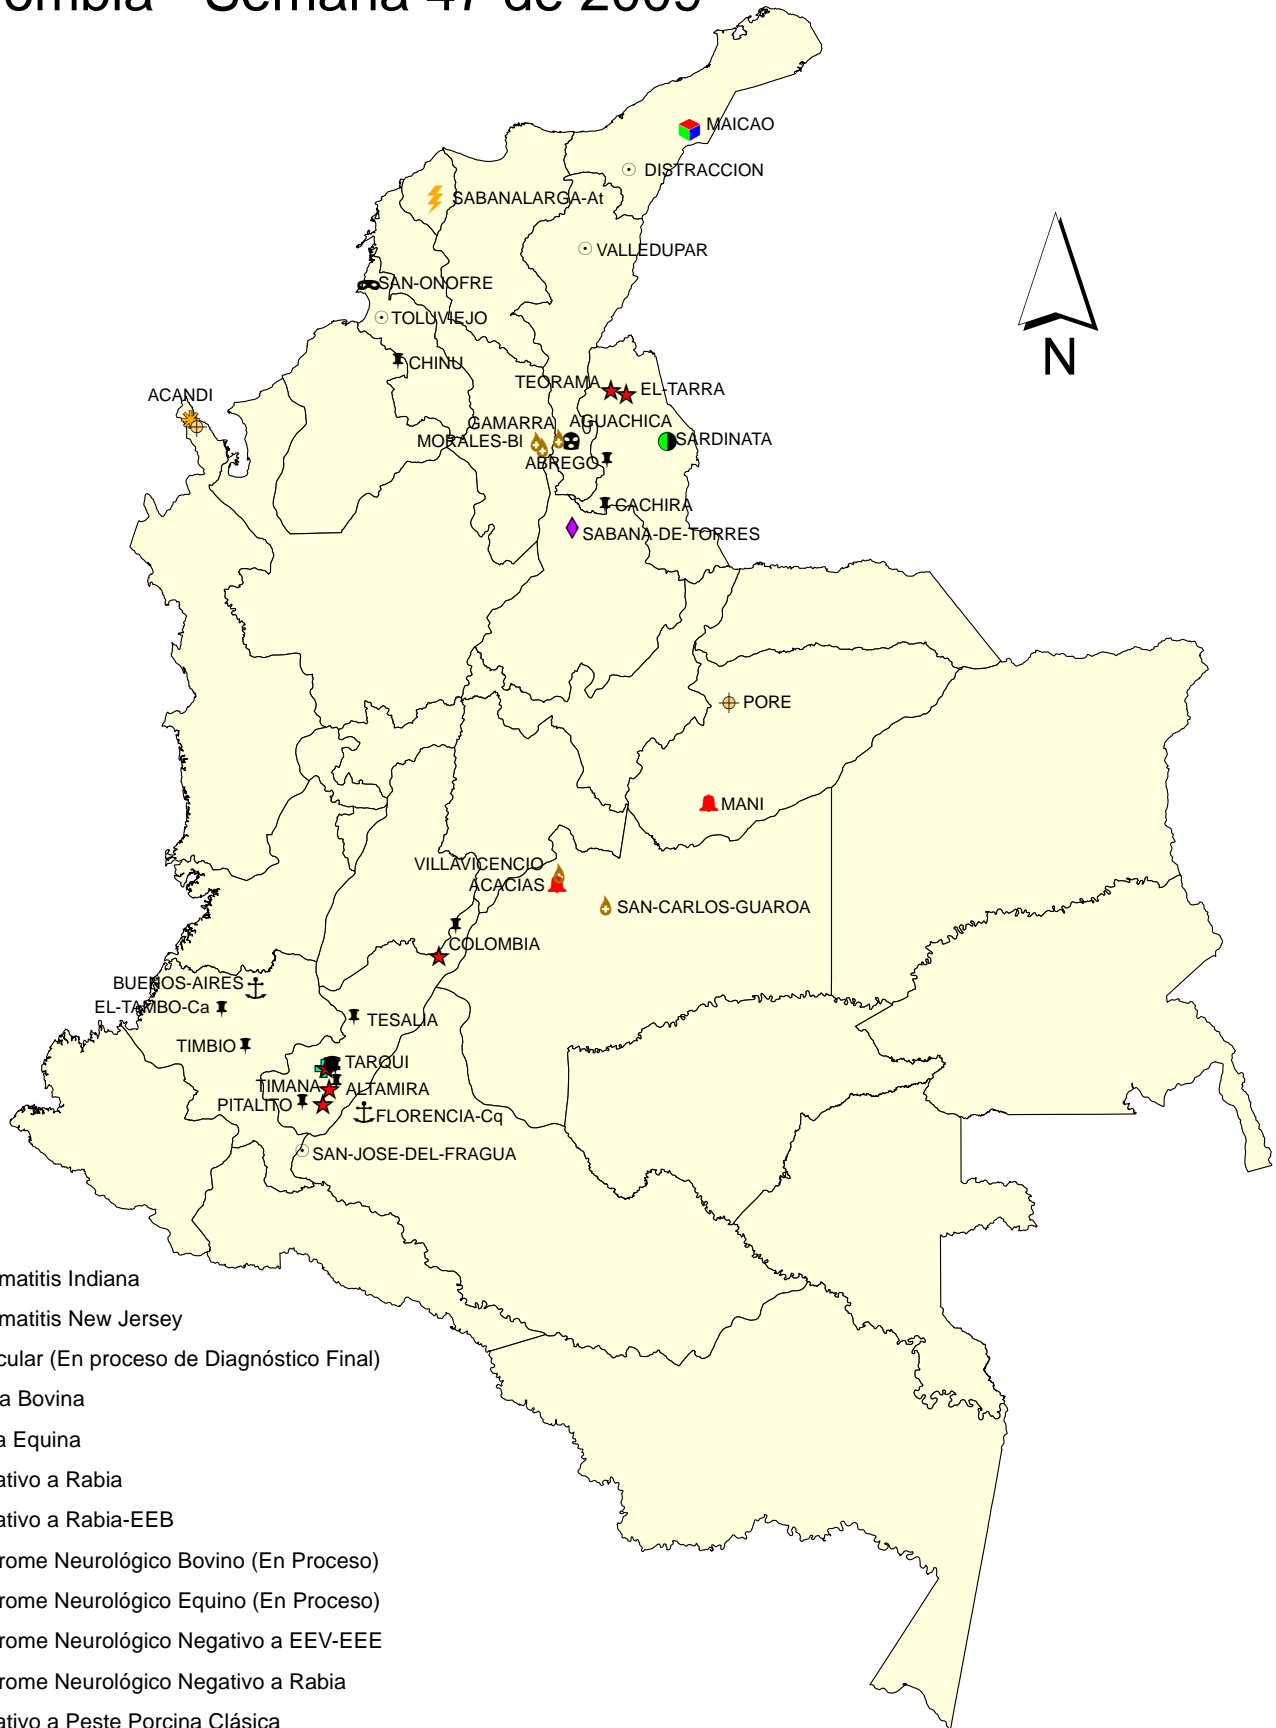 ombia - Semana 47 de 2009
MAICAO
DISTRACCION
SABANALARGA-At
VALLEDUPAR
SAN-ONOFRE
TOLUVIEJO
CHINU
TEORAMA
EL-TARRA
ACANDI
GAMARRA
AGUACHICA
MORALES-Bl
SARDINATA
ABREGO
CACHIRA
SABANA-DE-TORRES
N
PORE
MANI
VILLAVICENCIO
ACACIAS
SAN-CARLOS-GUAROA
COLOMBIA
BUENOS-AIRES
EL-TAMBO-Ca
TESALIA
TIMBIO
TARQUI
TIMANA
ALTAMIRA
PITALITO
FLORENCIA-Cq
SAN-JOSE-DEL-FRAGUA
matitis Indiana
matitis New Jersey
cular (En proceso de Diagnóstico Final)
a Bovina
a Equina
ativo a Rabia
ativo a Rabia-EEB
rome Neurológico Bovino (En Proceso)
rome Neurológico Equino (En Proceso)
rome Neurológico Negativo a EEV-EEE
rome Neurológico Negativo a Rabia
ativo a Peste Porcina Clásica